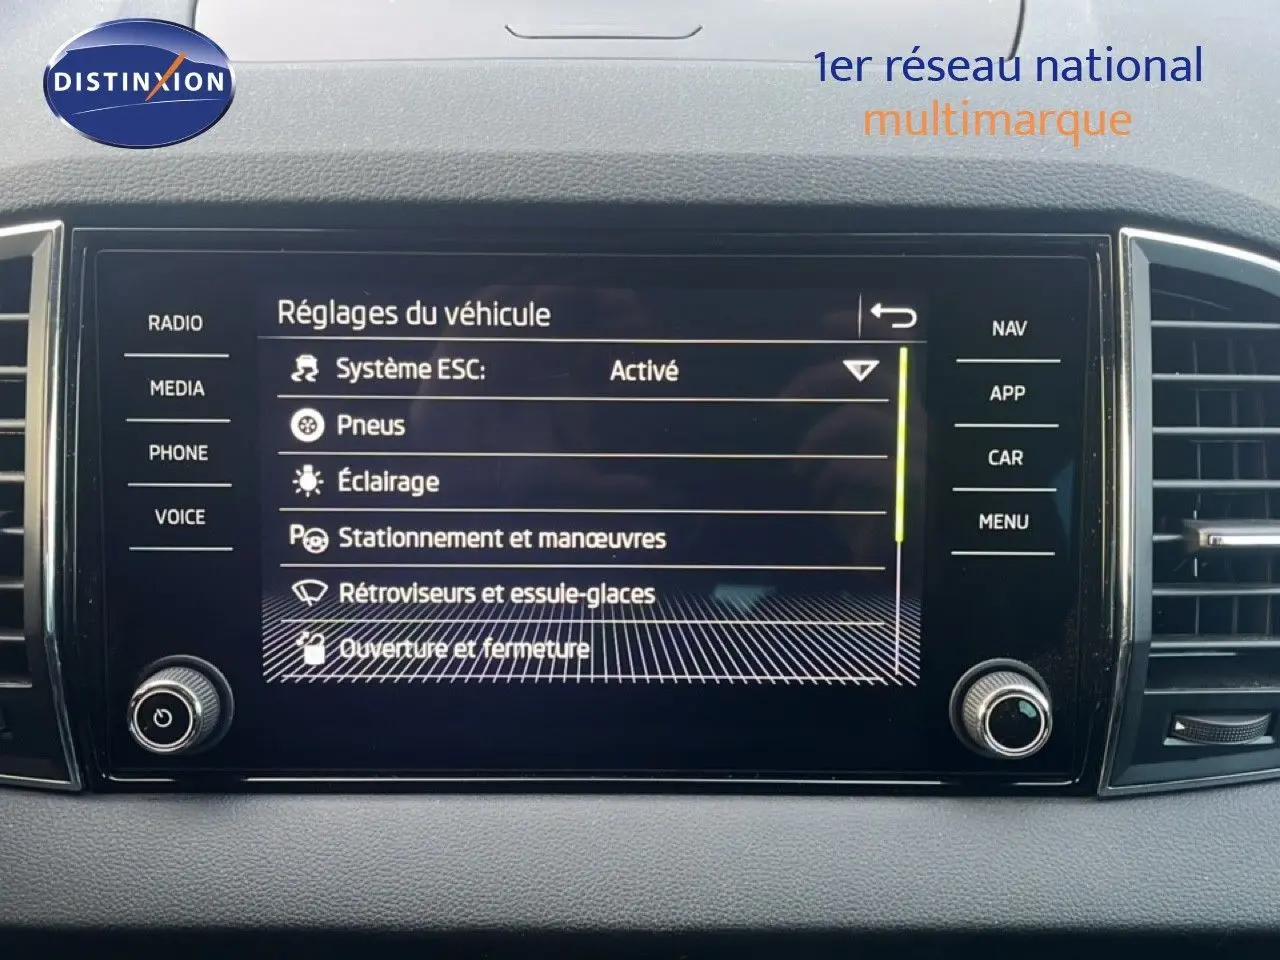 DISTINXION
1er réseau national
multimarque
Réglages du véhicule
RADIO
MEDIA
PHONE
VOICE
Système ESC: Activé
Pneus
Éclairage
P Stationnement et manœuvres
Rétroviseurs et essuie-glaces
Ouverture et fermeture
NAV
APP
CAR
MENU